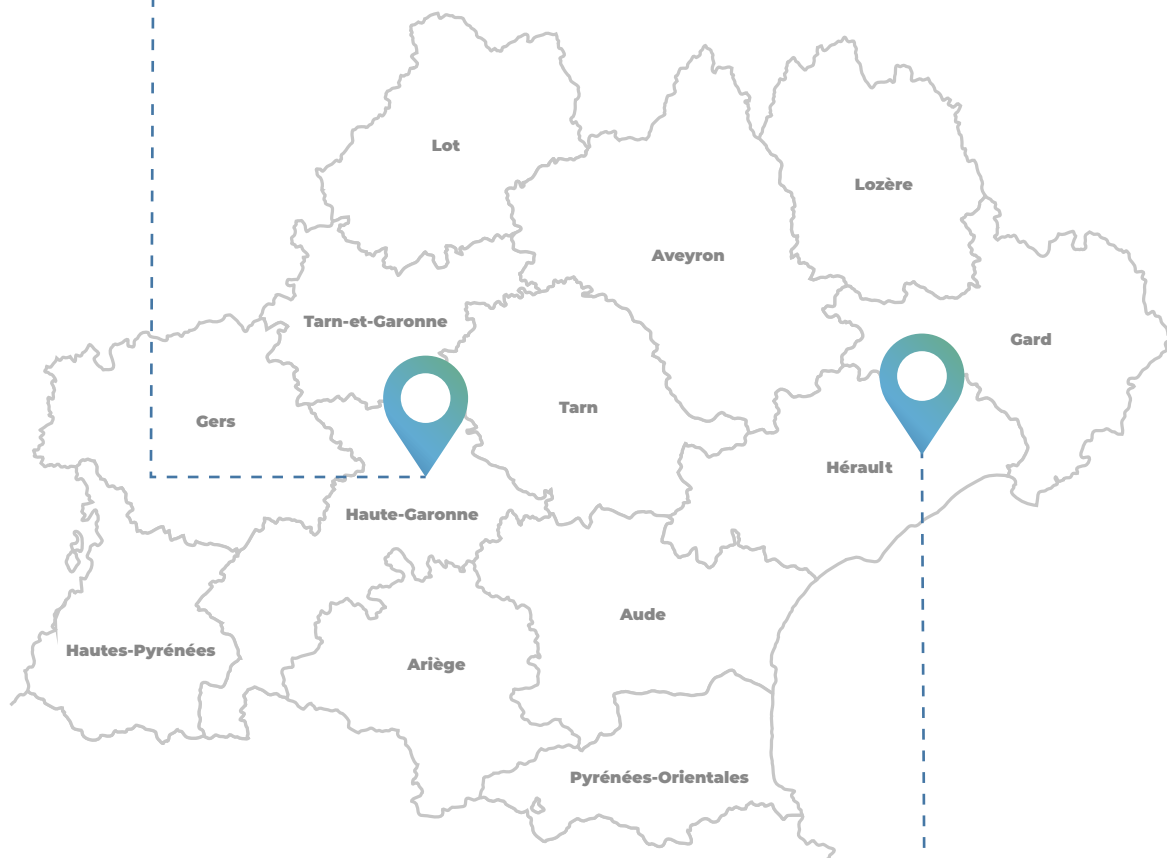 Lot
Lozère
Aveyron
Tarn-et-Garonne
Gard
Tarn
Gers
Hérault
Haute-Garonne
Aude
Hautes-Pyrénées
Ariège
Pyrénées-Orientales